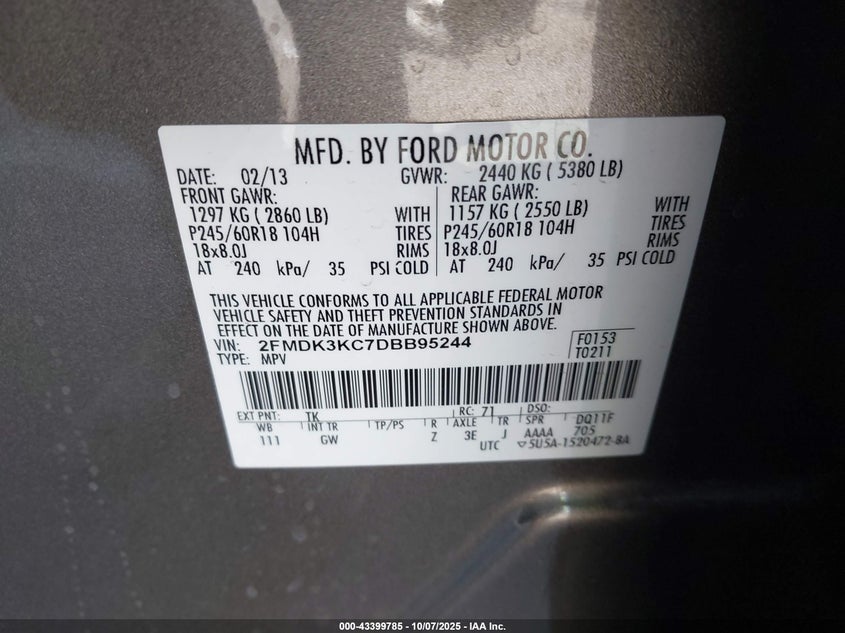 MFD. BY FORD MOTOR CO.
DATE: 02/13 GVWR: 2440 KG ( 5380 LB)
FRONT GAWR: REAR GAWR:
1297 KG ( 2860 LB) WITH 1157 KG ( 2550 LB) WITH
P245/60R18 104H TIRES P245/60R18 104H TIRES
18x8.0J RIMS 18x8.0J RIMS
AT 240 kPa/ 35 PSI COLD AT 240 kPa/ 35 PSI COLD
THIS VEHICLE CONFORMS TO ALL APPLICABLE FEDERAL MOTOR
VEHICLE SAFETY AND THEFT PREVENTION STANDARDS IN
EFFECT ON THE DATE OF MANUFACTURE SHOWN ABOVE.
VIN: 2FMDK3KC7DBB95244 F0153
TYPE: MPV T0211
EXT PNT: TK RC: 71 DSO:
WB INT TR TP/PS R AXLE TR SPR DQ11F
111 GW Z 3E J AAAA 705
UTC ▽5U5A-1520472-BA
000-43399785 - 10/07/2025 - IAA Inc.